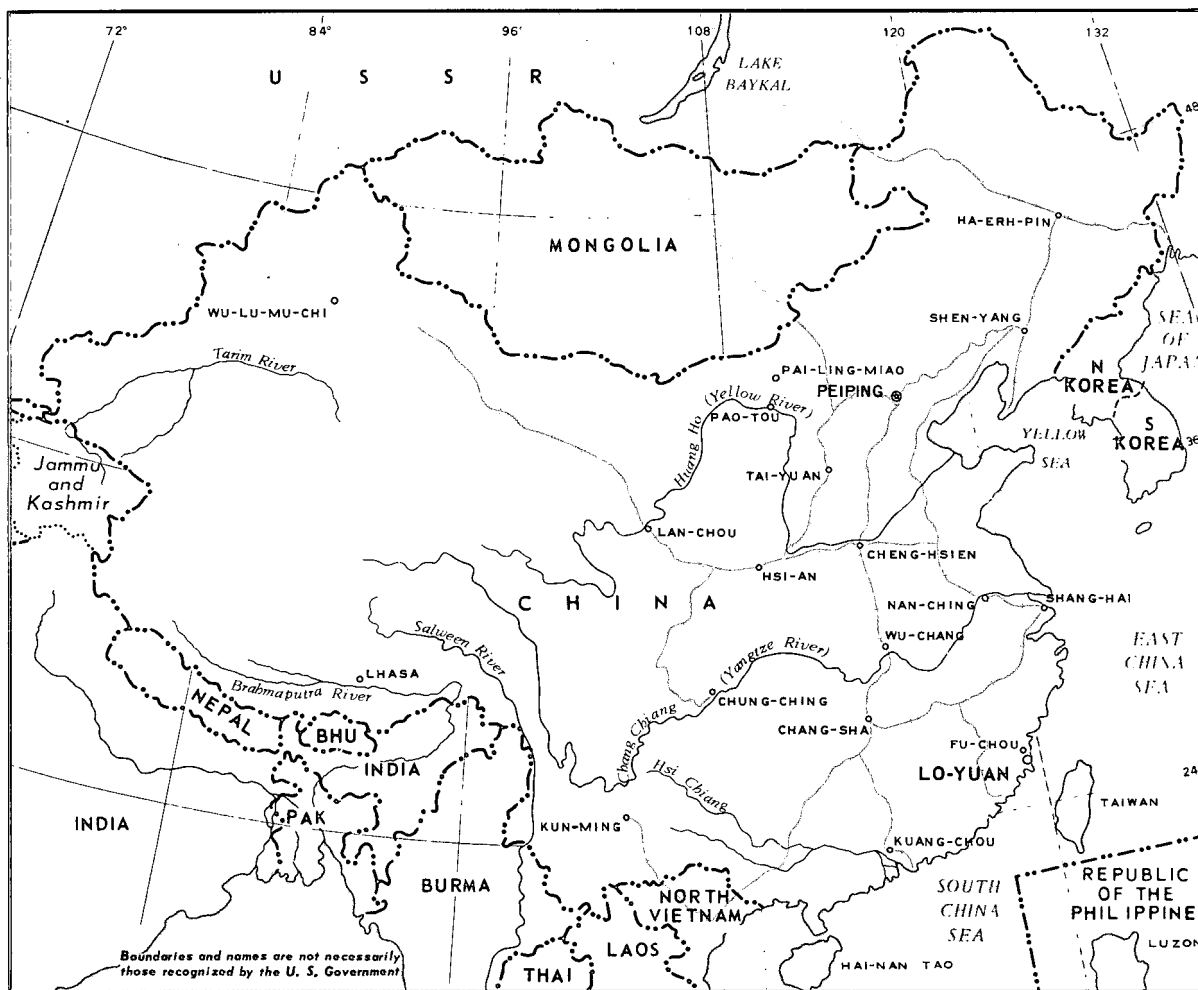 72°
84°
96°
108
120
132
LAKE
BAYKAL
U S S R
48
HA-ERH-PIN
MONGOLIA
WU-LU-MU-CHI
SHEN-YANG
SEA
OF
JAPAN
Tarim River
PAI-LING-MIAO
PEIPING
N
KOREA
Huang Ho (Yellow River)
PAO-TOU
S
KOREA
YELLOW
SEA
36
Jammu
and
Kashmir
TAI-YUAN
LAN-CHOU
CHENG-HSIEN
HSI-AN
CHINA
NAN-CHING
SHANG-HAI
Salween River
WU-CHANG
EAST
CHINA
SEA
LHASA
Brahmaputra River
Chang Chiang (Yangtze River)
CHUNG-CHING
NEPAL
BHU
CHANG-SHA
FU-CHOU
INDIA
Hsi Chiang
LO-YUAN
24
TAIWAN
INDIA
PAK
KUN-MING
KUANG-CHOU
BURMA
NORTH
VIETNAM
SOUTH
CHINA
SEA
REPUBLIC
OF THE
PHILIPPINE
LAOS
LUZON
Boundaries and names are not necessarily
those recognized by the U. S. Government
THAI
HAI-NAN TAO